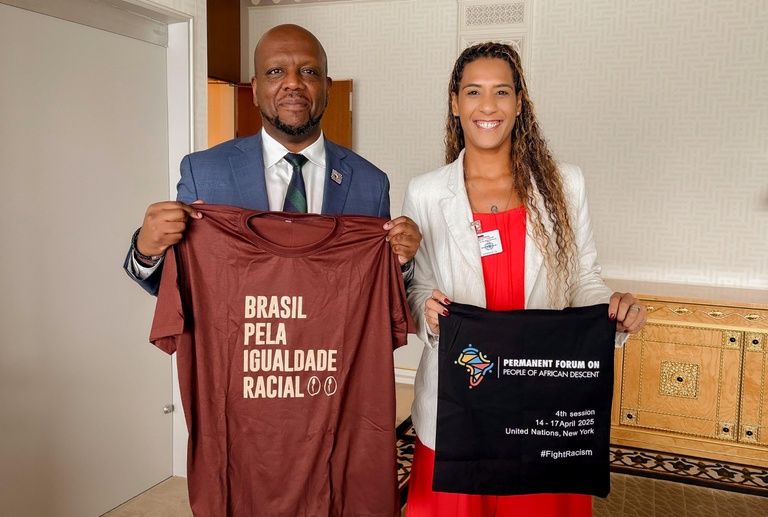 BRASIL
PELA
IGUALDADE
RACIAL
PERMANENT FORUM ON
PEOPLE OF AFRICAN DESCENT
4th session
14 - 17 April 2025
United Nations, New York
#FightRacism